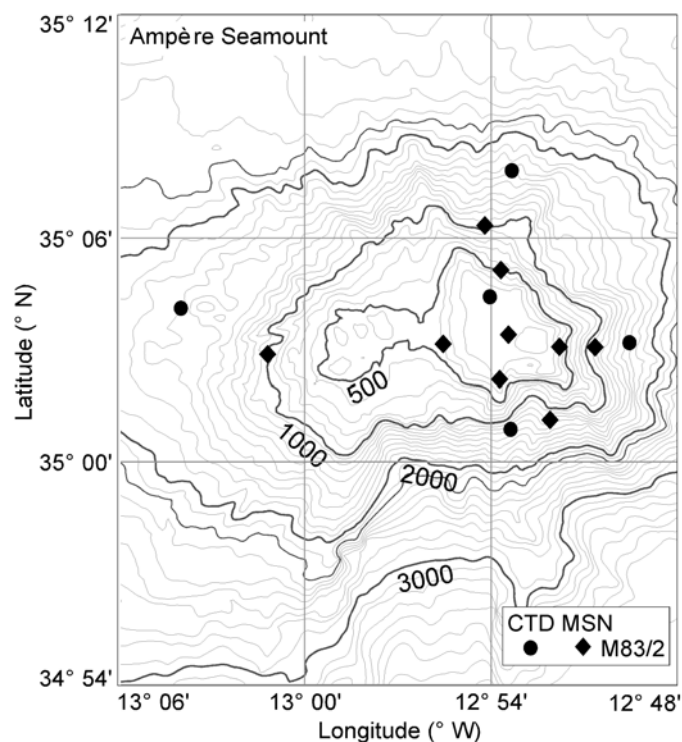 35° 12'
Ampère Seamount
35° 06'
Latitude (° N)
500
1000
35° 00'
2000
3000
CTD MSN
M83/2
34° 54'
13° 06' 13° 00' 12° 54' 12° 48'
Longitude (° W)